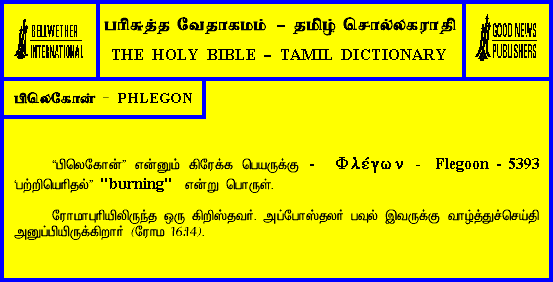 BELLWETHER
INTERNATIONAL
பரிசுத்த வேதாகமம் – தமிழ் சொல்லகராதி
THE HOLY BIBLE – TAMIL DICTIONARY
GOOD NEWS
PUBLISHERS
பிலெகோன் – PHLEGON
“பிலெகோன்” என்னும் கிரேக்க பெயருக்கு - Φλέγων - Flegoon - 5393
‘பற்றியெரிதல்” "burning" என்று பொருள்.
ரோமாபுரியிலிருந்த ஒரு கிறிஸ்தவர். அப்போஸ்தலர் பவுல் இவருக்கு வாழ்த்துச்செய்தி
அனுப்பியிருக்கிறார் (ரோம 16:14).